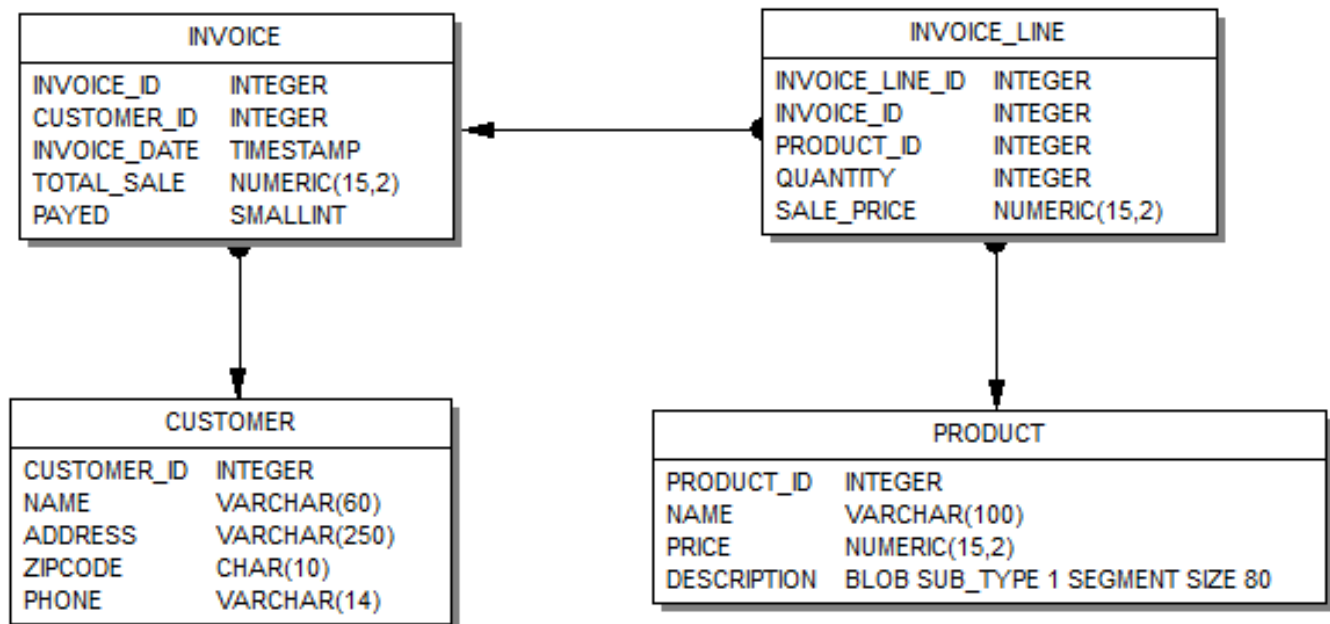 INVOICE
INVOICE_ID INTEGER
CUSTOMER_ID INTEGER
INVOICE_DATE TIMESTAMP
TOTAL_SALE NUMERIC(15,2)
PAYED SMALLINT
INVOICE_LINE
INVOICE_LINE_ID INTEGER
INVOICE_ID INTEGER
PRODUCT_ID INTEGER
QUANTITY INTEGER
SALE_PRICE NUMERIC(15,2)
CUSTOMER
CUSTOMER_ID INTEGER
NAME VARCHAR(60)
ADDRESS VARCHAR(250)
ZIPCODE CHAR(10)
PHONE VARCHAR(14)
PRODUCT
PRODUCT_ID INTEGER
NAME VARCHAR(100)
PRICE NUMERIC(15,2)
DESCRIPTION BLOB SUB_TYPE 1 SEGMENT SIZE 80